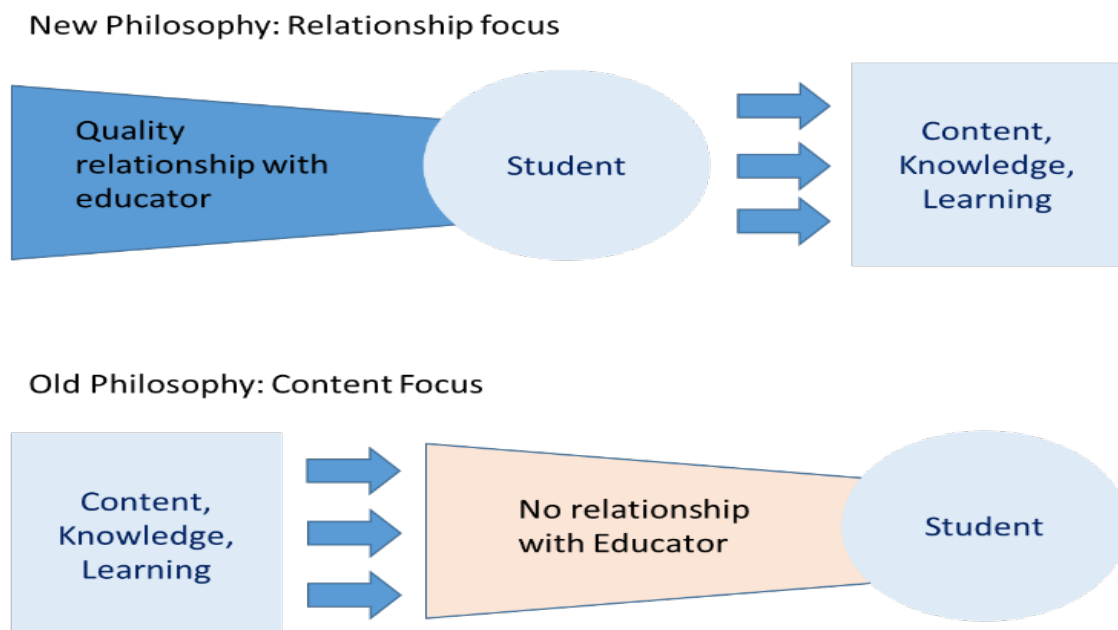 New Philosophy: Relationship focus
Quality
relationship with
educator
Student
Content,
Knowledge,
Learning
Old Philosophy: Content Focus
Content,
Knowledge,
Learning
No relationship
with Educator
Student